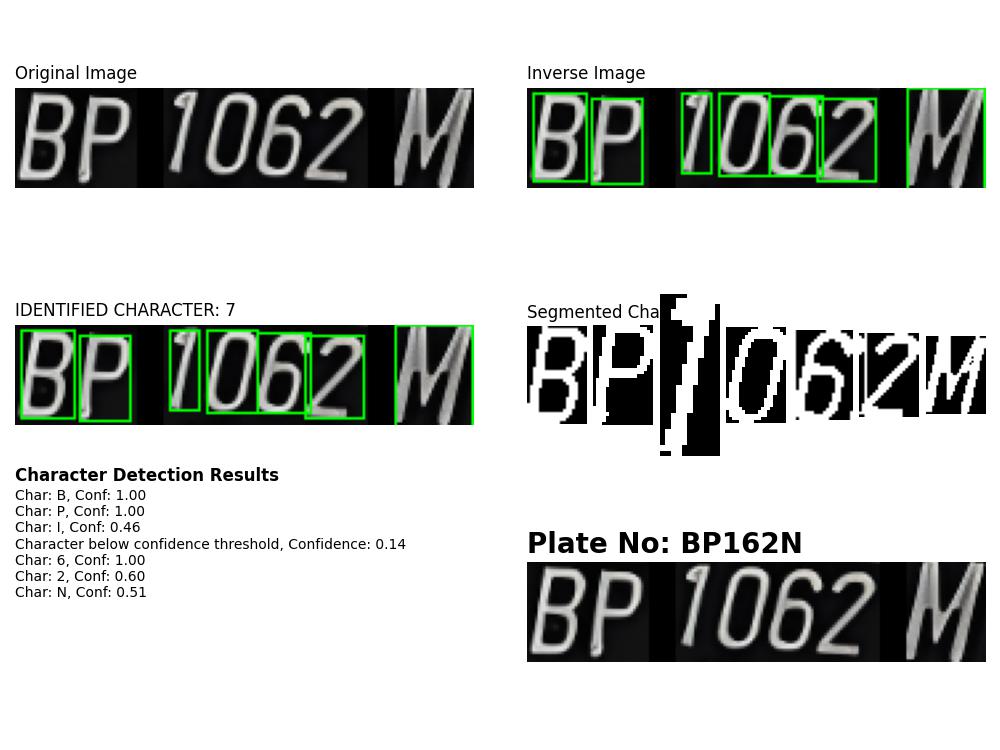 Original Image
BP 1062 M
Inverse Image
BP 1062 M
IDENTIFIED CHARACTER: 7
BP 1062 M
Segmented Cha
BP1062M
Character Detection Results
Char: B, Conf: 1.00
Char: P, Conf: 1.00
Char: I, Conf: 0.46
Character below confidence threshold, Confidence: 0.14
Char: 6, Conf: 1.00
Char: 2, Conf: 0.60
Char: N, Conf: 0.51
Plate No: BP162N
BP 1062 M